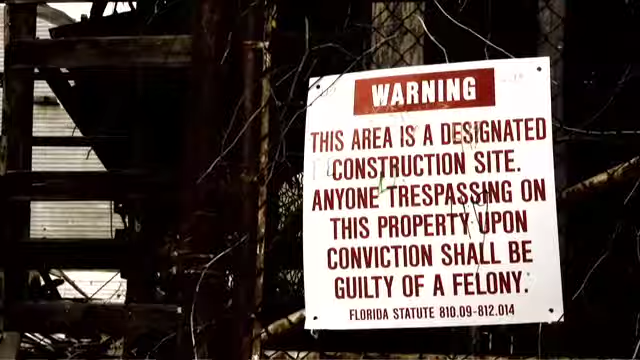 WARNING
THIS AREA IS A DESIGNATED
CONSTRUCTION SITE.
ANYONE TRESPASSING ON
THIS PROPERTY UPON
CONVICTION SHALL BE
GUILTY OF A FELONY.
FLORIDA STATUTE 810.09-812.014